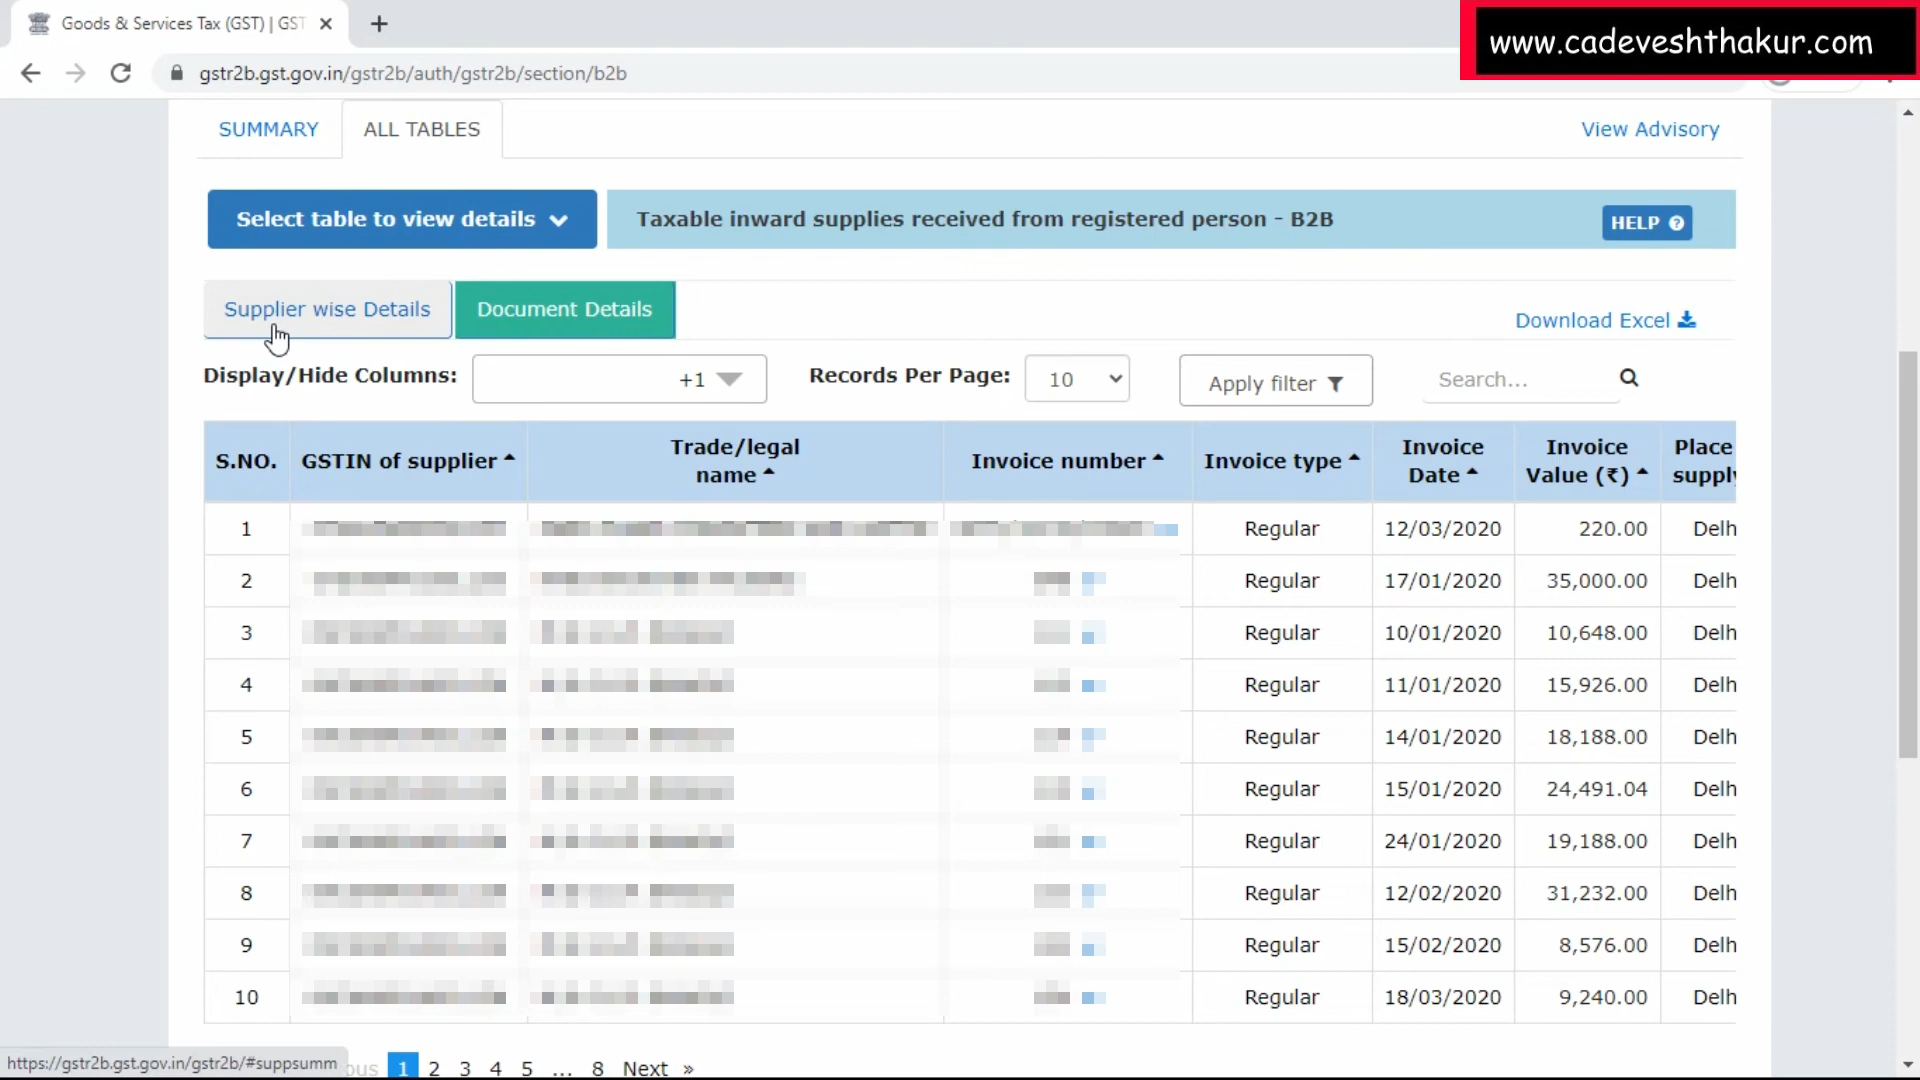 Goods & Services Tax (GST) | GST
www.cadeveshthakur.com
gstr2b.gst.gov.in/gstr2b/auth/gstr2b/section/b2b
SUMMARY ALL TABLES View Advisory
Select table to view details Taxable inward supplies received from registered person - B2B HELP
Supplier wise Details Document Details Download Excel
Display/Hide Columns: +1 Records Per Page: 10 Apply filter Search...
S.NO. GSTIN of supplier Trade/legal name Invoice number Invoice type Invoice Date Invoice Value (₹) Place supply
1 Regular 12/03/2020 220.00 Delh
2 Regular 17/01/2020 35,000.00 Delh
3 Regular 10/01/2020 10,648.00 Delh
4 Regular 11/01/2020 15,926.00 Delh
5 Regular 14/01/2020 18,188.00 Delh
6 Regular 15/01/2020 24,491.04 Delh
7 Regular 24/01/2020 19,188.00 Delh
8 Regular 12/02/2020 31,232.00 Delh
9 Regular 15/02/2020 8,576.00 Delh
10 Regular 18/03/2020 9,240.00 Delh
https://gstr2b.gst.gov.in/gstr2b/#suppsumm ous 1 2 3 4 5 ... 8 Next »